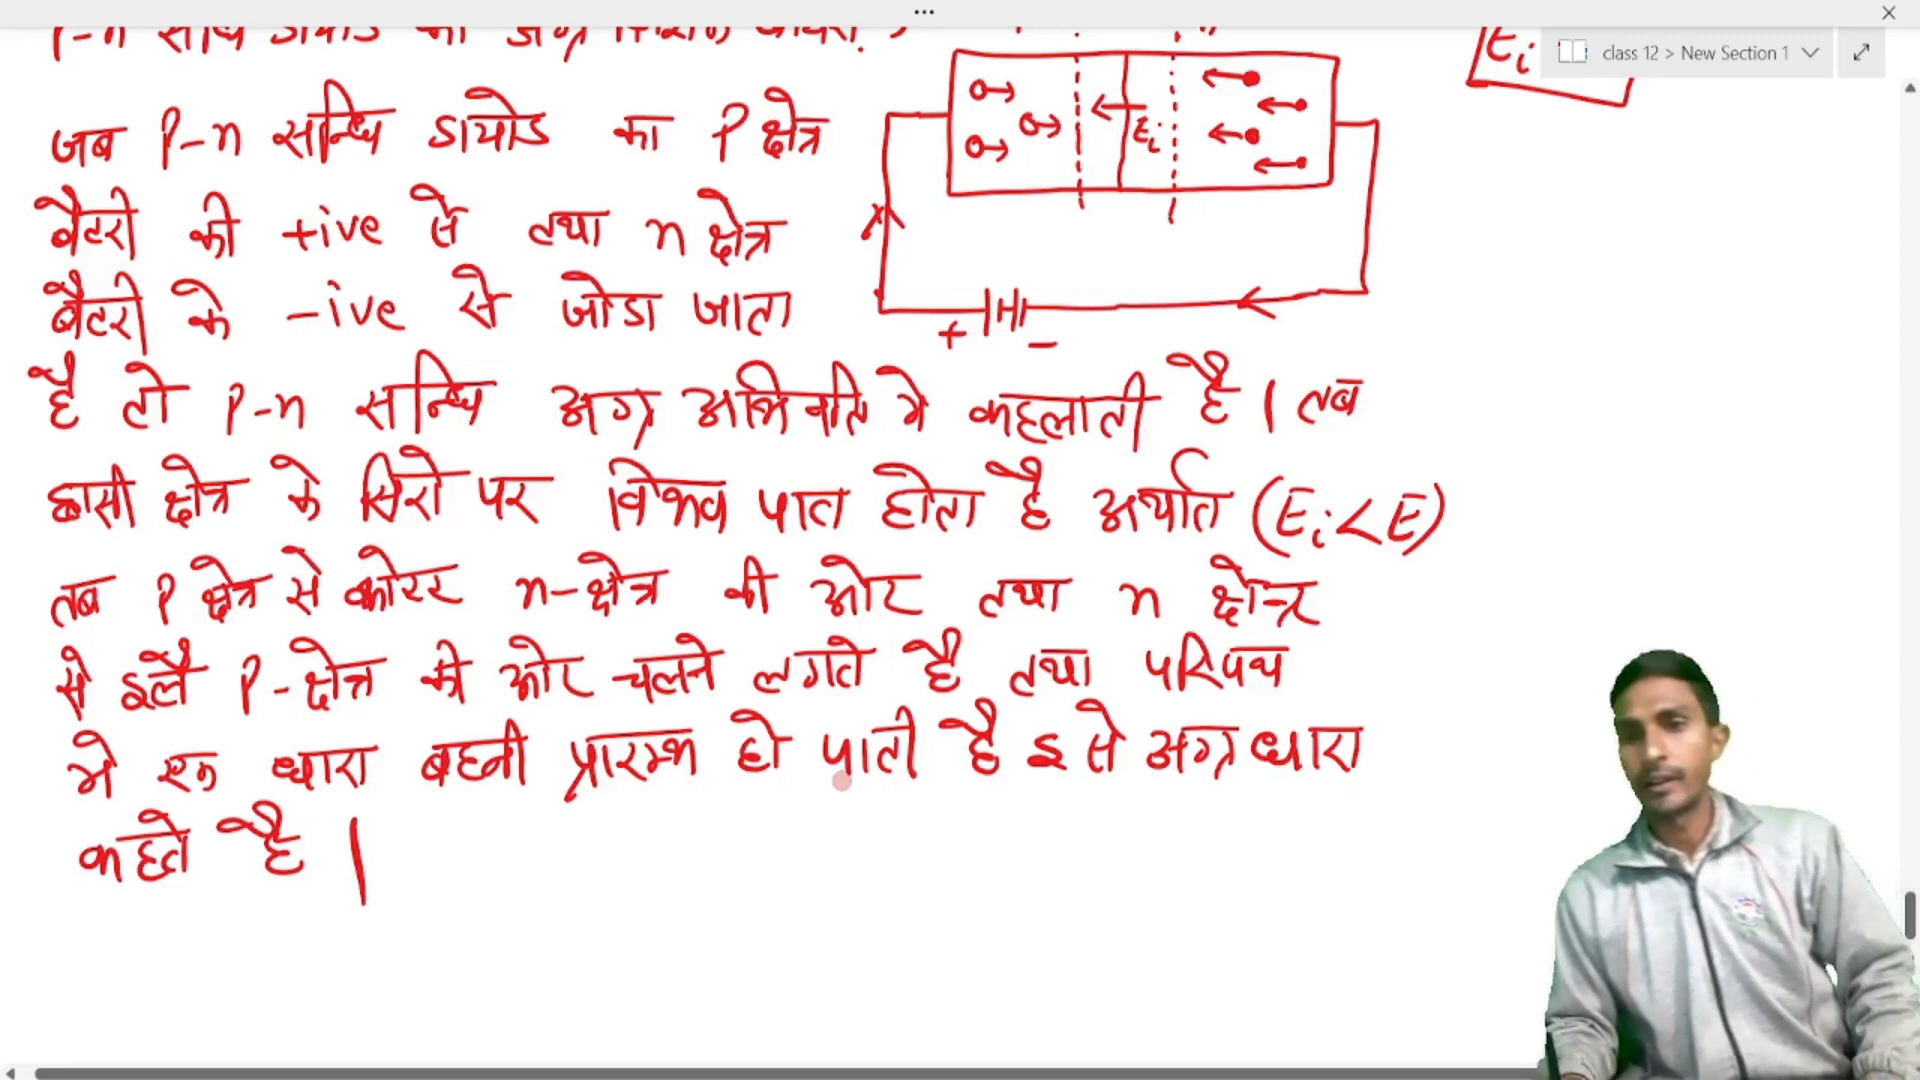 ...
class 12 > New Section 1
P-n
Ei
जब P-n सन्धि डायोड का P क्षेत्र
Ei
बैटरी की +ive से तथा n क्षेत्र
बैटरी के -ive से जोडा जाता
+ -
है तो P-n सन्धि अग्र अभिनति मे कहलाती है । तब
ह्रासी क्षेत्र के सिरो पर विभव पात होता है अर्थात (Ei < E)
तब P क्षेत्र से कोटर n-क्षेत्र की ओर तथा n क्षेत्र
से इलै P-क्षेत्र की ओर चलने लगते है तथा परिपथ
मे एक धारा बहनी प्रारम्भ हो पाती है इसे अग्र धारा
कहते है |